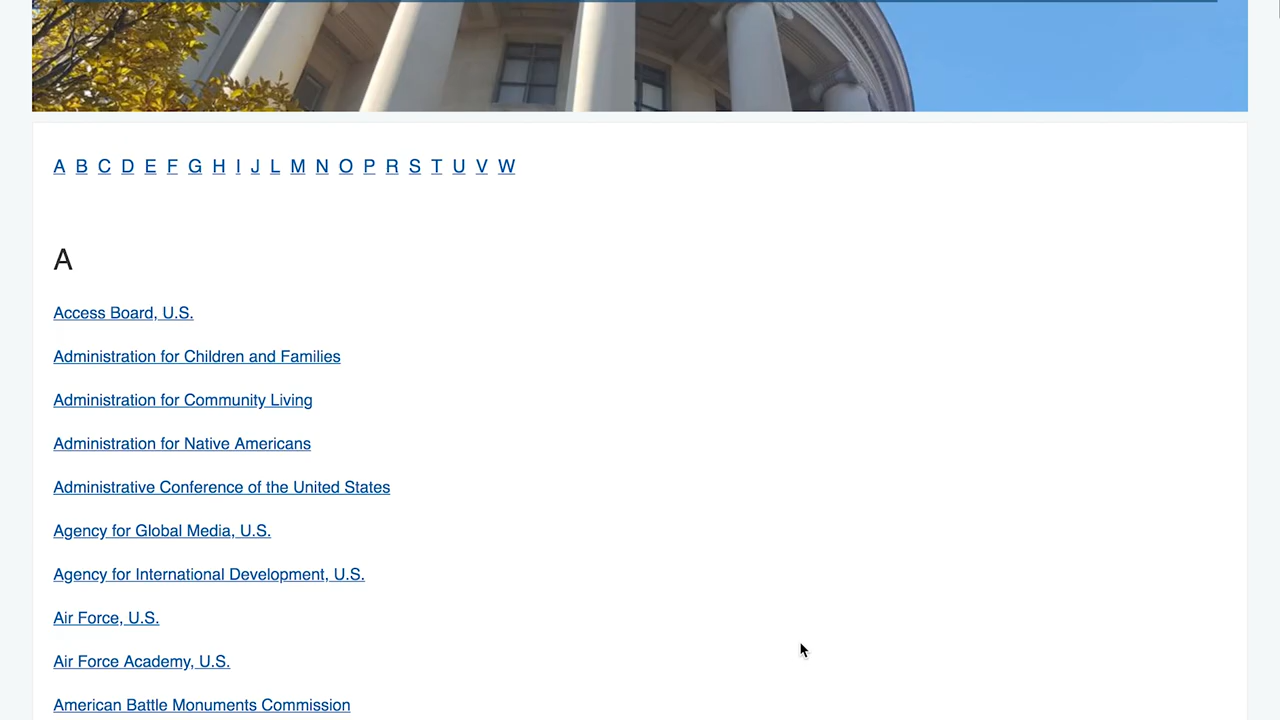 A B C D E F G H I J L M N O P R S T U V W
A
Access Board, U.S.
Administration for Children and Families
Administration for Community Living
Administration for Native Americans
Administrative Conference of the United States
Agency for Global Media, U.S.
Agency for International Development, U.S.
Air Force, U.S.
Air Force Academy, U.S.
American Battle Monuments Commission